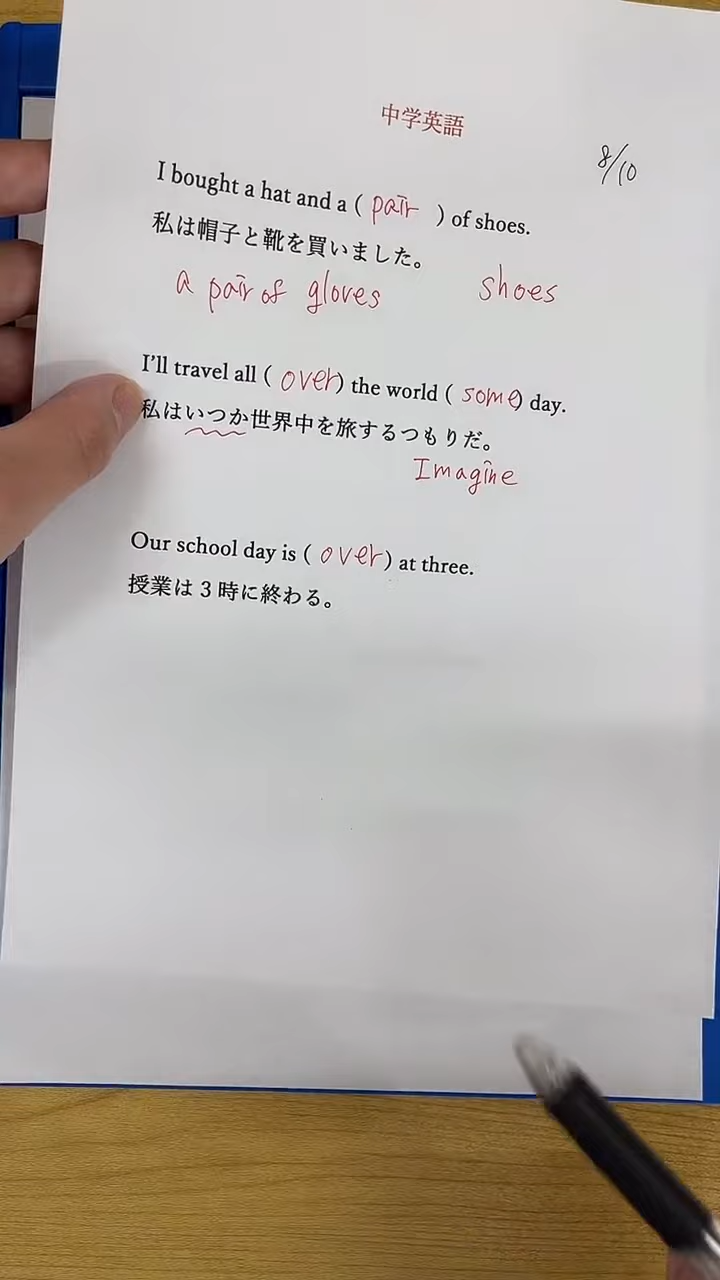 中学英語
8/10
I bought a hat and a ( pair ) of shoes.
私は帽子と靴を買いました。
a pair of gloves
shoes
I'll travel all ( over) the world ( some) day.
私はいつか世界中を旅するつもりだ。
Imagine
Our school day is ( over) at three.
授業は3時に終わる。